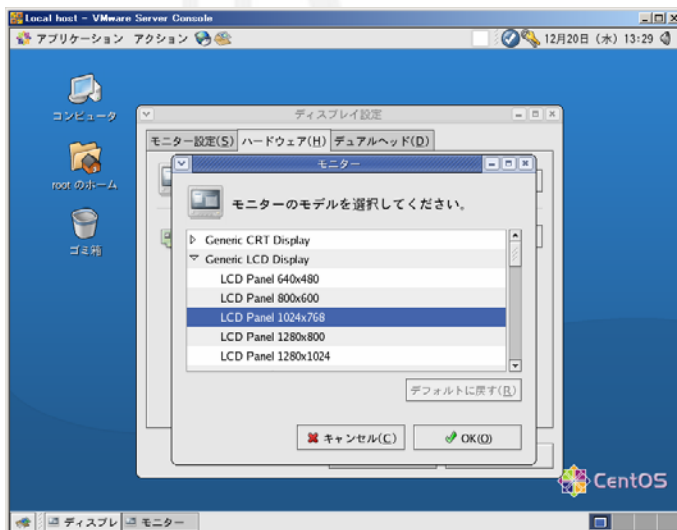 Local host - VMware Server Console
アプリケーション アクション 12月20日 (水) 13:29
コンピュータ
root のホーム
ゴミ箱
ディスプレイ設定
モニター設定(S) ハードウェア(H) デュアルヘッド(D)
モニター
モニターのモデルを選択してください。
Generic CRT Display
Generic LCD Display
LCD Panel 640x480
LCD Panel 800x600
LCD Panel 1024x768
LCD Panel 1280x800
LCD Panel 1280x1024
デフォルトに戻す(R)
キャンセル(C) OK(O)
CentOS
ディスプレ モニター